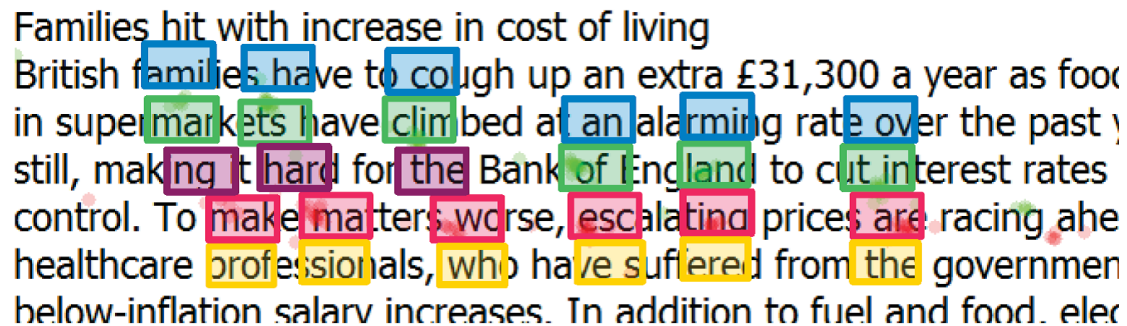 Families hit with increase in cost of living
British families have to cough up an extra £31,300 a year as food
in supermarkets have climbed at an alarming rate over the past
still, making it hard for the Bank of England to cut interest rates
control. To make matters worse, escalating prices are racing
healthcare professionals, who have suffered from the
below-inflation salary increases. In addition to fuel and food,